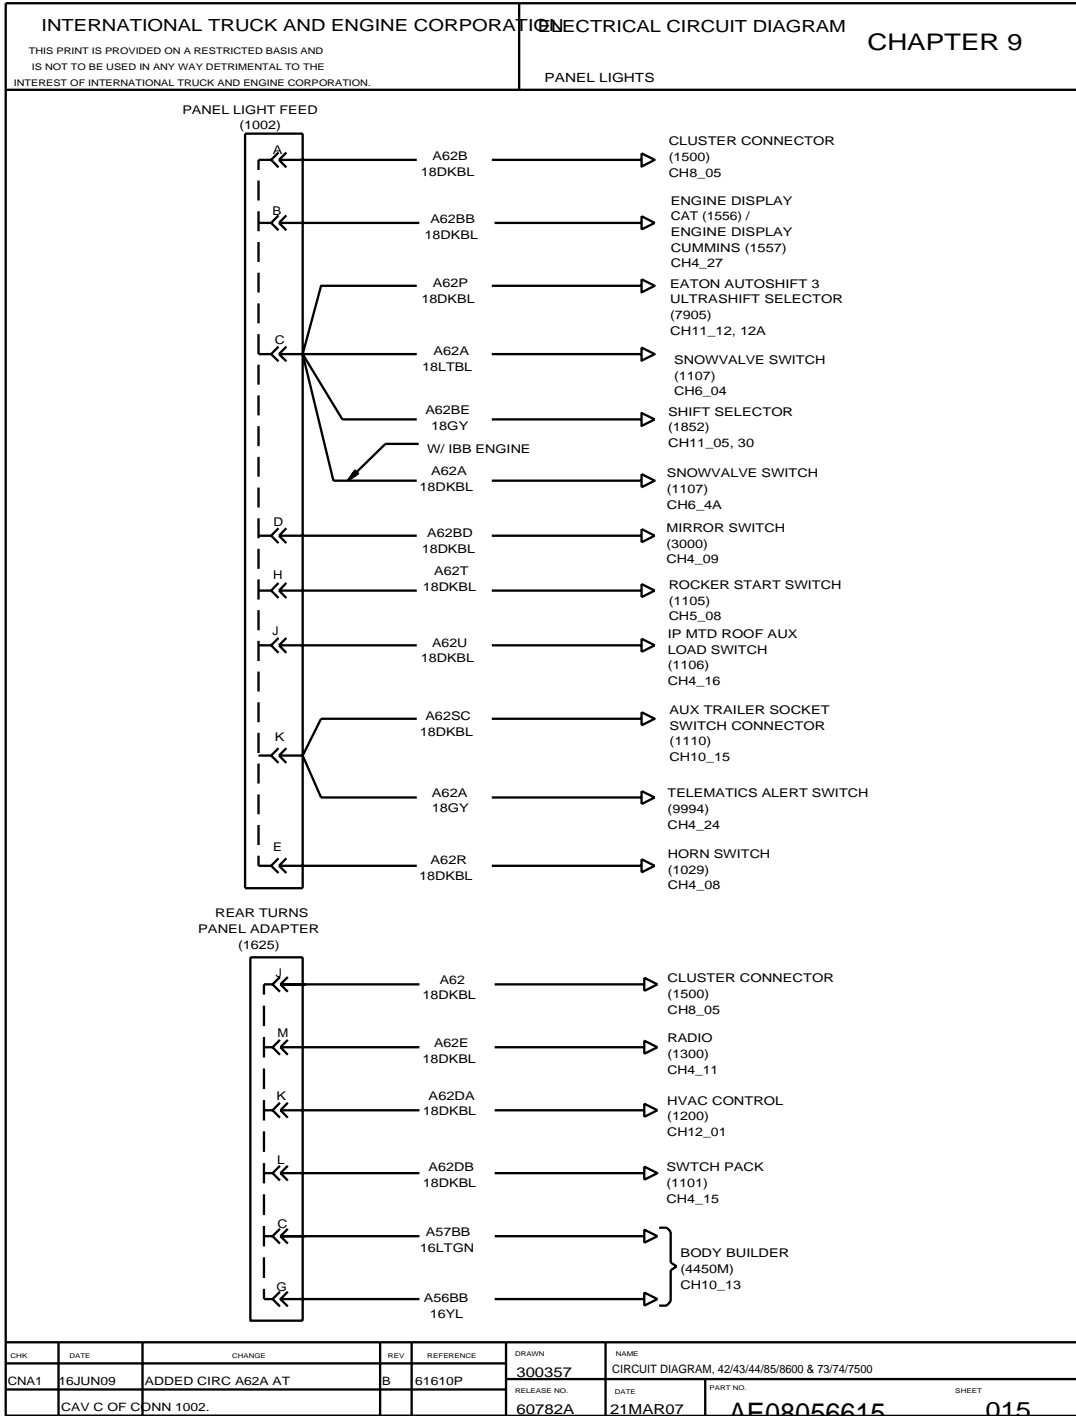 INTERNATIONAL TRUCK AND ENGINE CORPORATION
THIS PRINT IS PROVIDED ON A RESTRICTED BASIS AND
IS NOT TO BE USED IN ANY WAY DETRIMENTAL TO THE
INTEREST OF INTERNATIONAL TRUCK AND ENGINE CORPORATION.
ELECTRICAL CIRCUIT DIAGRAM
CHAPTER 9
PANEL LIGHTS
PANEL LIGHT FEED
(1002)
A
A62B
18DKBL
CLUSTER CONNECTOR
(1500)
CH8_05
B
A62BB
18DKBL
ENGINE DISPLAY
CAT (1556) /
ENGINE DISPLAY
CUMMINS (1557)
CH4_27
A62P
18DKBL
EATON AUTOSHIFT 3
ULTRASHIFT SELECTOR
(7905)
CH11_12, 12A
C
A62A
18LTBL
SNOWVALVE SWITCH
(1107)
CH6_04
A62BE
18GY
SHIFT SELECTOR
(1852)
CH11_05, 30
W/ IBB ENGINE
A62A
18DKBL
SNOWVALVE SWITCH
(1107)
CH6_4A
D
A62BD
18DKBL
MIRROR SWITCH
(3000)
CH4_09
H
A62T
18DKBL
ROCKER START SWITCH
(1105)
CH5_08
J
A62U
18DKBL
IP MTD ROOF AUX
LOAD SWITCH
(1106)
CH4_16
A62SC
18DKBL
AUX TRAILER SOCKET
SWITCH CONNECTOR
(1110)
CH10_15
K
A62A
18GY
TELEMATICS ALERT SWITCH
(9994)
CH4_24
E
A62R
18DKBL
HORN SWITCH
(1029)
CH4_08
REAR TURNS
PANEL ADAPTER
(1625)
J
A62
18DKBL
CLUSTER CONNECTOR
(1500)
CH8_05
M
A62E
18DKBL
RADIO
(1300)
CH4_11
K
A62DA
18DKBL
HVAC CONTROL
(1200)
CH12_01
L
A62DB
18DKBL
SWTCH PACK
(1101)
CH4_15
C
A57BB
16LTGN
BODY BUILDER
(4450M)
CH10_13
G
A56BB
16YL
CHK DATE CHANGE REV REFERENCE
CNA1 16JUN09 ADDED CIRC A62A AT B 61610P
CAV C OF CONN 1002.
DRAWN
300357
NAME
CIRCUIT DIAGRAM, 42/43/44/85/8600 & 73/74/7500
RELEASE NO.
60782A
DATE
21MAR07
PART NO.
AE08056615
SHEET
015